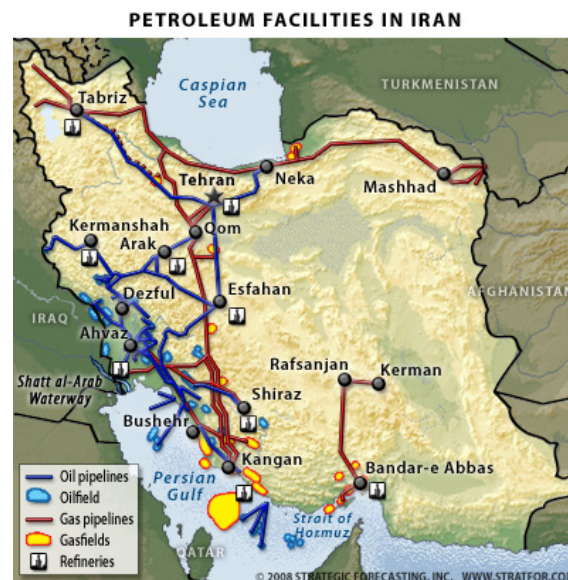 PETROLEUM FACILITIES IN IRAN
Caspian
Sea
TURKMENISTAN
Tabriz
Tehran
Neka
Mashhad
Kermanshah
Qom
Arak
Dezful
Esfahan
AFGHANISTAN
IRAQ
Ahvaz
Rafsanjan
Kerman
Shatt al-Arab
Waterway
Shiraz
Bushehr
Kangan
Bandar-e Abbas
Persian
Gulf
Strait of
Hormuz
QATAR
Oil pipelines
Oilfield
Gas pipelines
Gasfields
Refineries
© 2008 STRATEGIC FORECASTING, INC. WWW.STRATFOR.COM